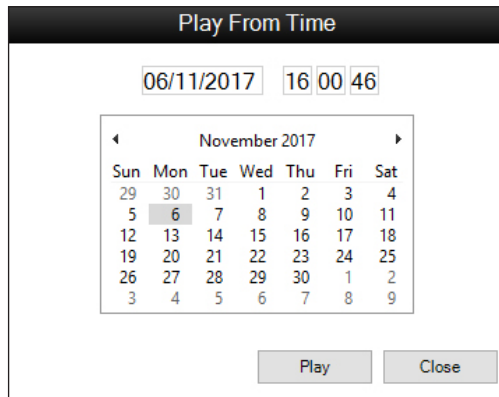 Play From Time
06/11/2017 16 00 46
November 2017
Sun Mon Tue Wed Thu Fri Sat
29 30 31 1 2 3 4
5 6 7 8 9 10 11
12 13 14 15 16 17 18
19 20 21 22 23 24 25
26 27 28 29 30 1 2
3 4 5 6 7 8 9
Play Close